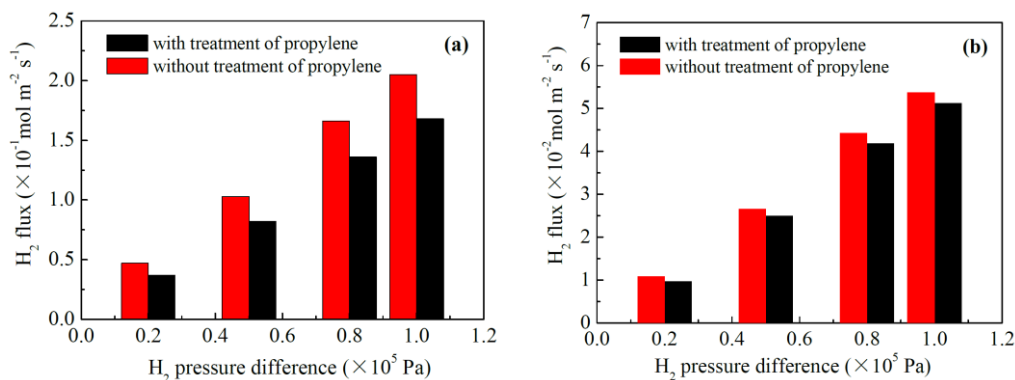 (a)
with treatment of propylene
without treatment of propylene
H₂ flux (×10⁻¹mol m⁻² s⁻¹)
2.5
2.0
1.5
1.0
0.5
0.0
0.0 0.2 0.4 0.6 0.8 1.0 1.2
H₂ pressure difference (×10⁵ Pa)
(b)
with treatment of propylene
without treatment of propylene
H₂ flux (×10⁻²mol m⁻² s⁻¹)
7
6
5
4
3
2
1
0
0.0 0.2 0.4 0.6 0.8 1.0 1.2
H₂ pressure difference (×10⁵ Pa)